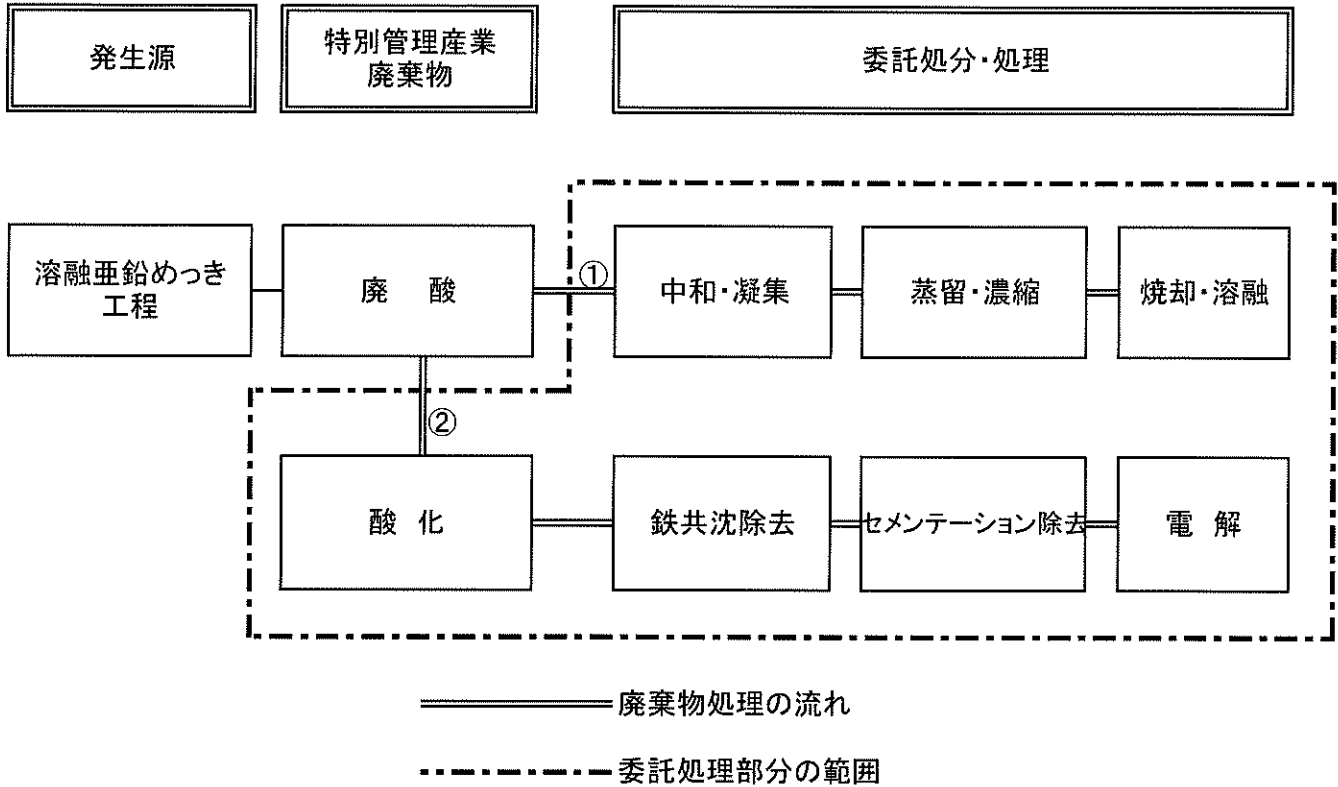 発生源
特別管理産業
廃棄物
委託処分・処理
溶融亜鉛めっき
工程
廃 酸
①
中和・凝集
蒸留・濃縮
焼却・溶融
②
酸 化
鉄共沈除去
セメンテーション除去
電 解
廃棄物処理の流れ
委託処理部分の範囲